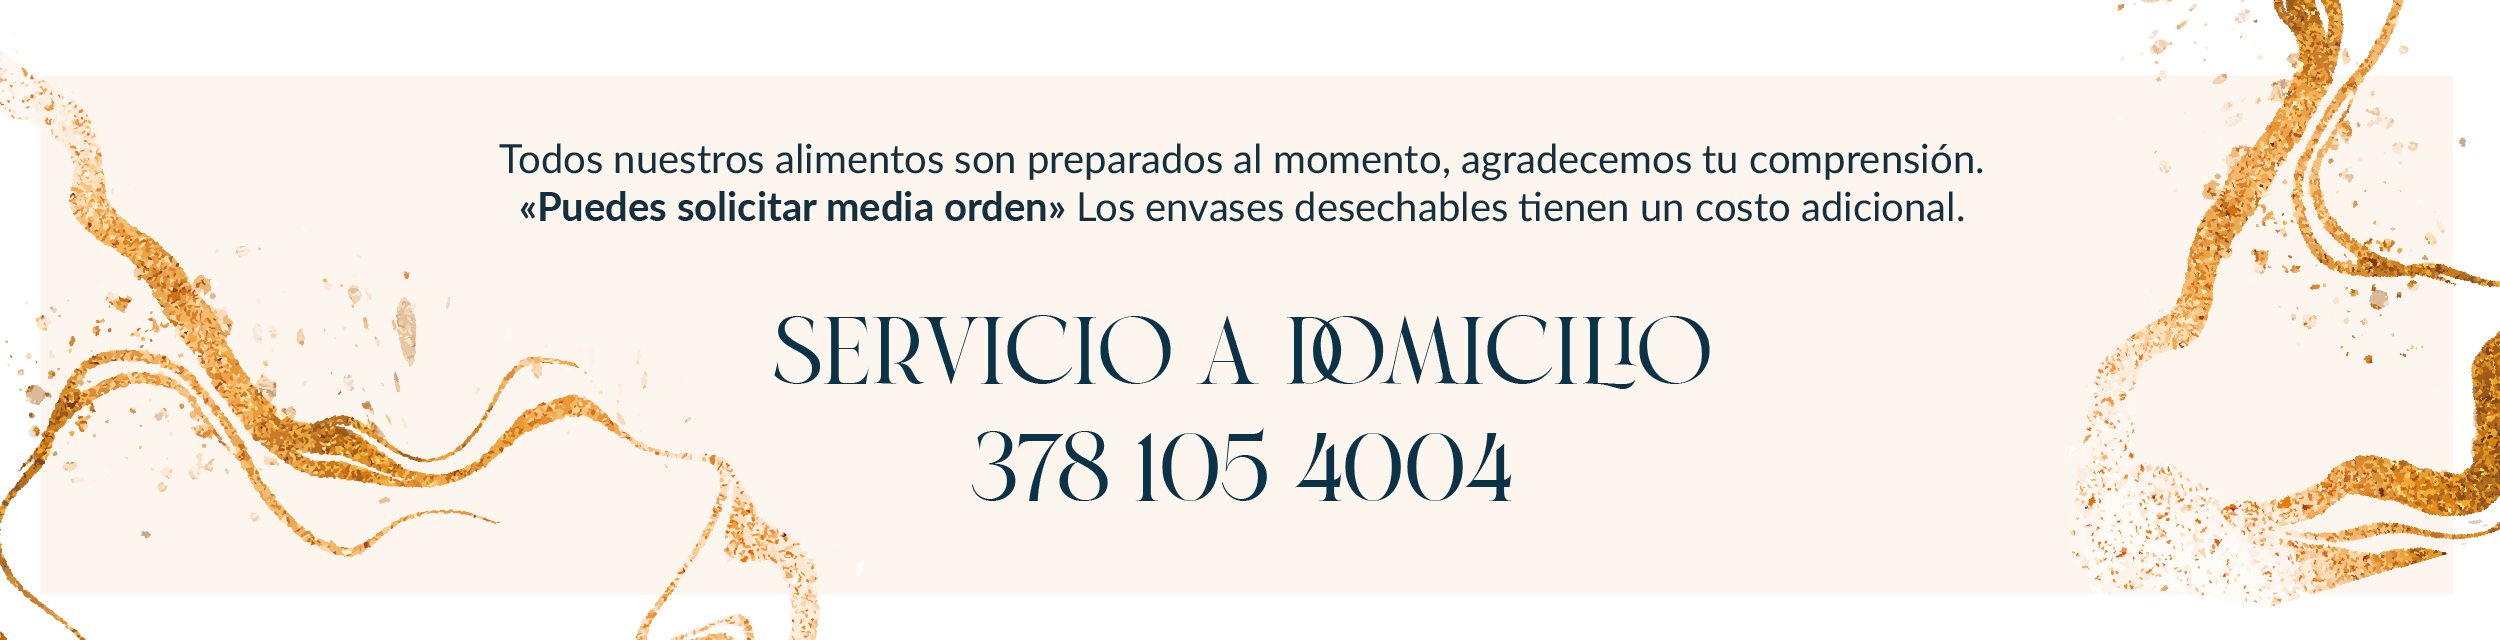 Todos nuestros alimentos son preparados al momento, agradecemos tu comprensión.
«Puedes solicitar media orden» Los envases desechables tienen un costo adicional.
SERVICIO A DOMICILIO
378 105 4004